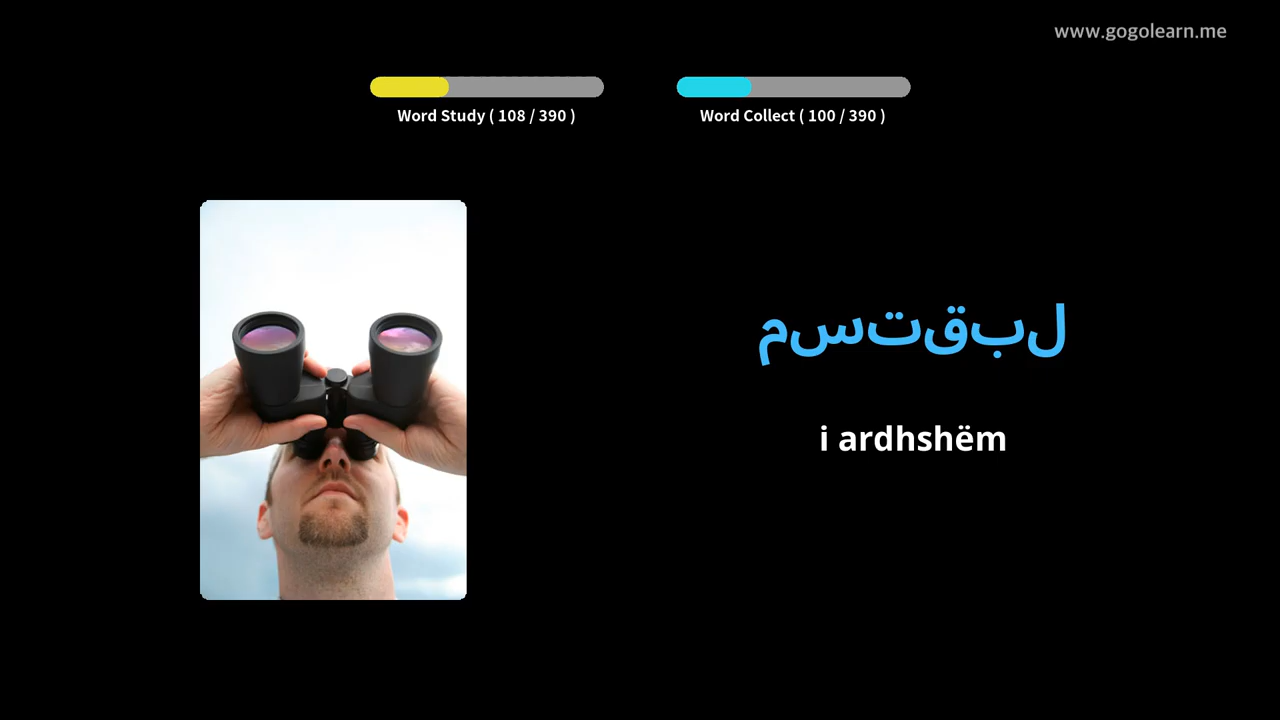 www.gogolearn.me
Word Study ( 108 / 390 )
Word Collect ( 100 / 390 )
مستقبل
i ardhshëm